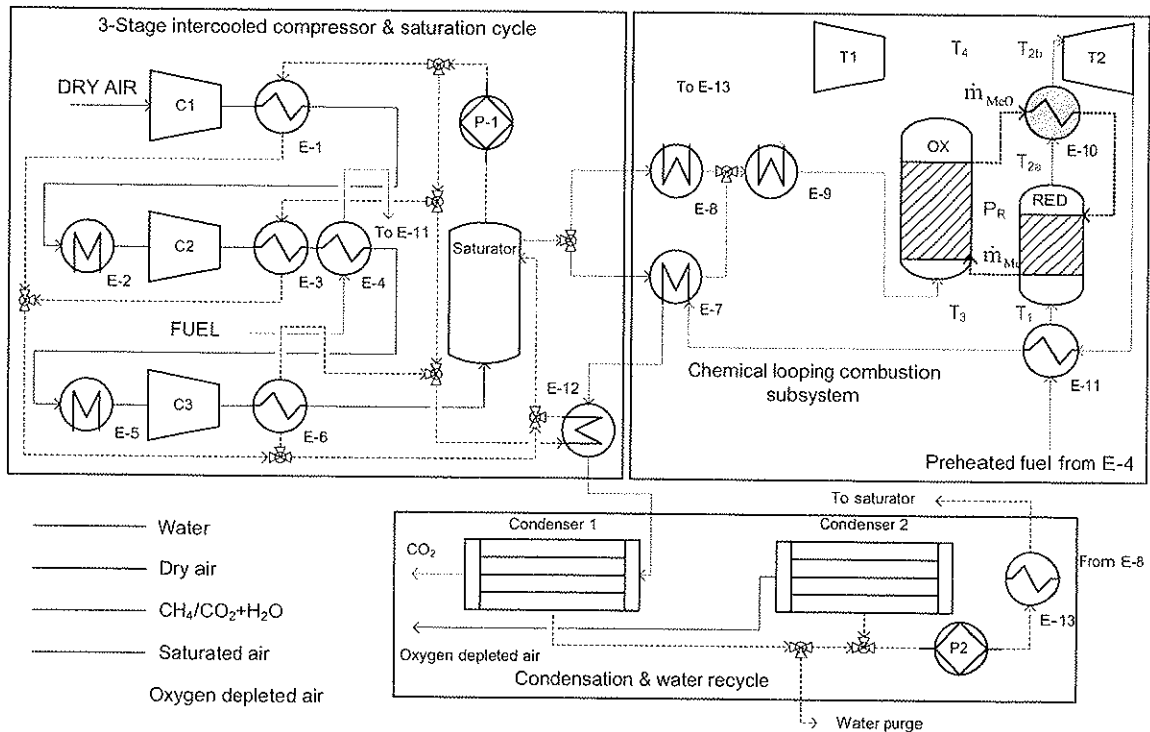 3-Stage intercooled compressor & saturation cycle
DRY AIR
C1
E-1
P-1
E-2
C2
E-3
E-4
To E-11
Saturator
FUEL
E-5
C3
E-6
E-12
T1
T4
T2b
T2
To E-13
ṁMeO
OX
E-10
E-8
E-9
T2a
RED
PR
ṁMe
E-7
T3
T1
E-11
Chemical looping combustion
subsystem
Preheated fuel from E-4
To saturator
Water
Dry air
CH4/CO2+H2O
Saturated air
Oxygen depleted air
Condenser 1
Condenser 2
CO2
From E-8
E-13
P2
Oxygen depleted air
Condensation & water recycle
Water purge